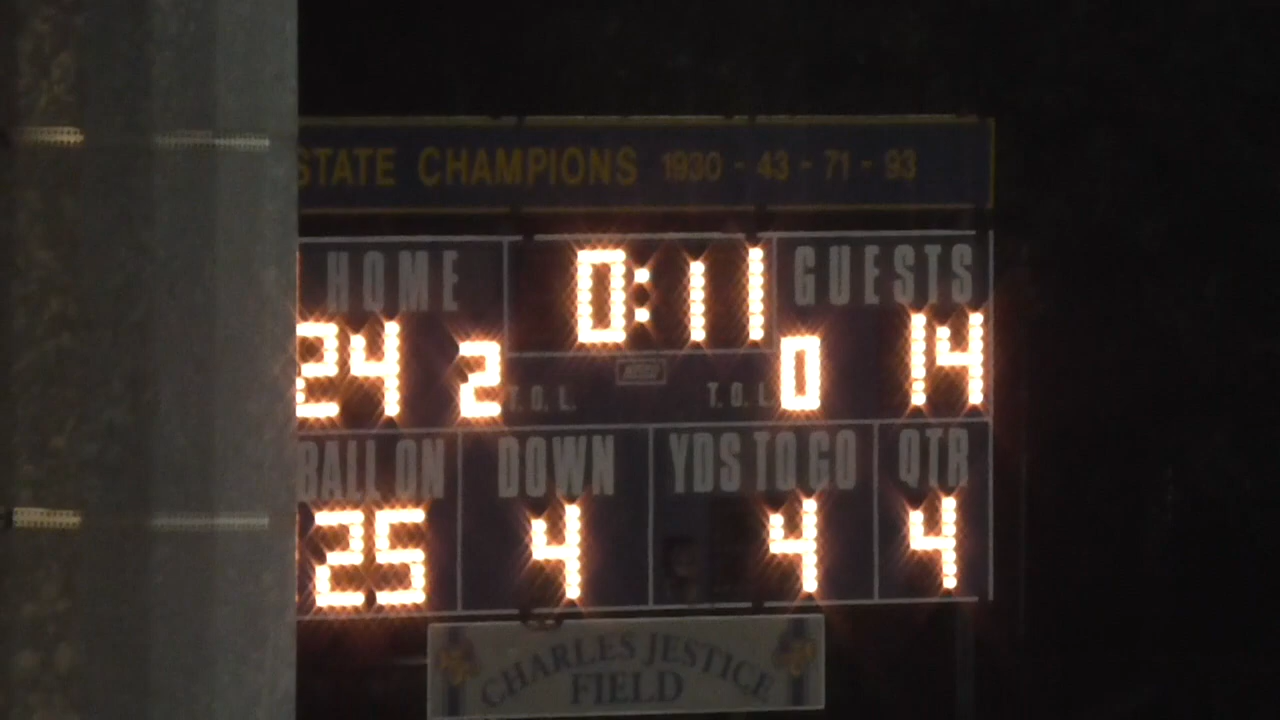 STATE CHAMPIONS 1930 - 43 - 71 - 93
HOME 0:11 GUESTS
24 2 T.O.L. T.O.L. 0 14
BALL ON DOWN YDS TO GO QTR
25 4 4 4
CHARLES JESTICE
FIELD